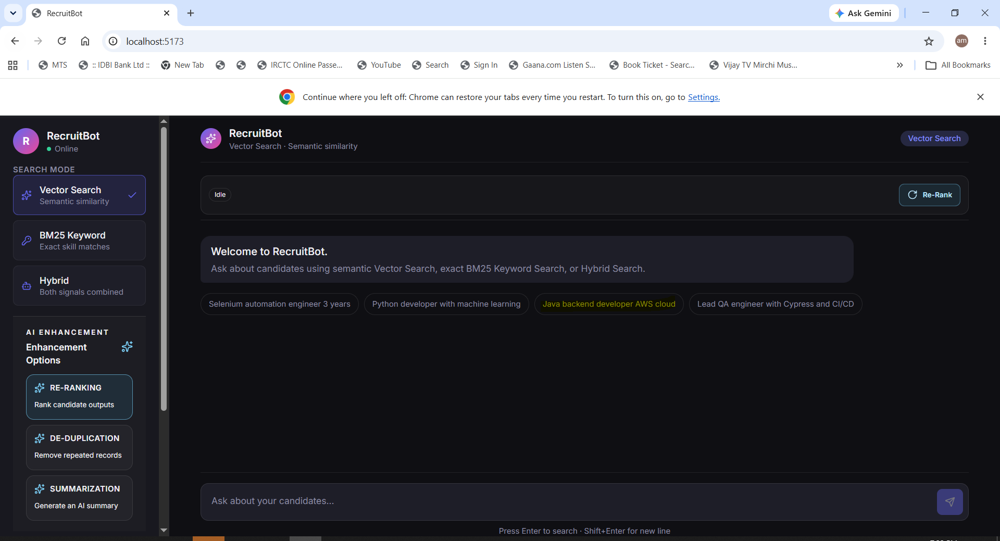 RecruitBot
Ask Gemini
localhost:5173
am
MTS
:: IDBI Bank Ltd ::
New Tab
IRCTC Online Passe...
YouTube
Search
Sign In
Gaana.com Listen S...
Book Ticket - Searc...
Vijay TV Mirchi Mus...
All Bookmarks
Continue where you left off: Chrome can restore your tabs every time you restart. To turn this on, go to Settings.
R
RecruitBot
Online
SEARCH MODE
Vector Search
Semantic similarity
BM25 Keyword
Exact skill matches
Hybrid
Both signals combined
AI ENHANCEMENT
Enhancement
Options
RE-RANKING
Rank candidate outputs
DE-DUPLICATION
Remove repeated records
SUMMARIZATION
Generate an AI summary
RecruitBot
Vector Search · Semantic similarity
Vector Search
Idle
Re-Rank
Welcome to RecruitBot.
Ask about candidates using semantic Vector Search, exact BM25 Keyword Search, or Hybrid Search.
Selenium automation engineer 3 years
Python developer with machine learning
Java backend developer AWS cloud
Lead QA engineer with Cypress and CI/CD
Ask about your candidates...
Press Enter to search · Shift+Enter for new line